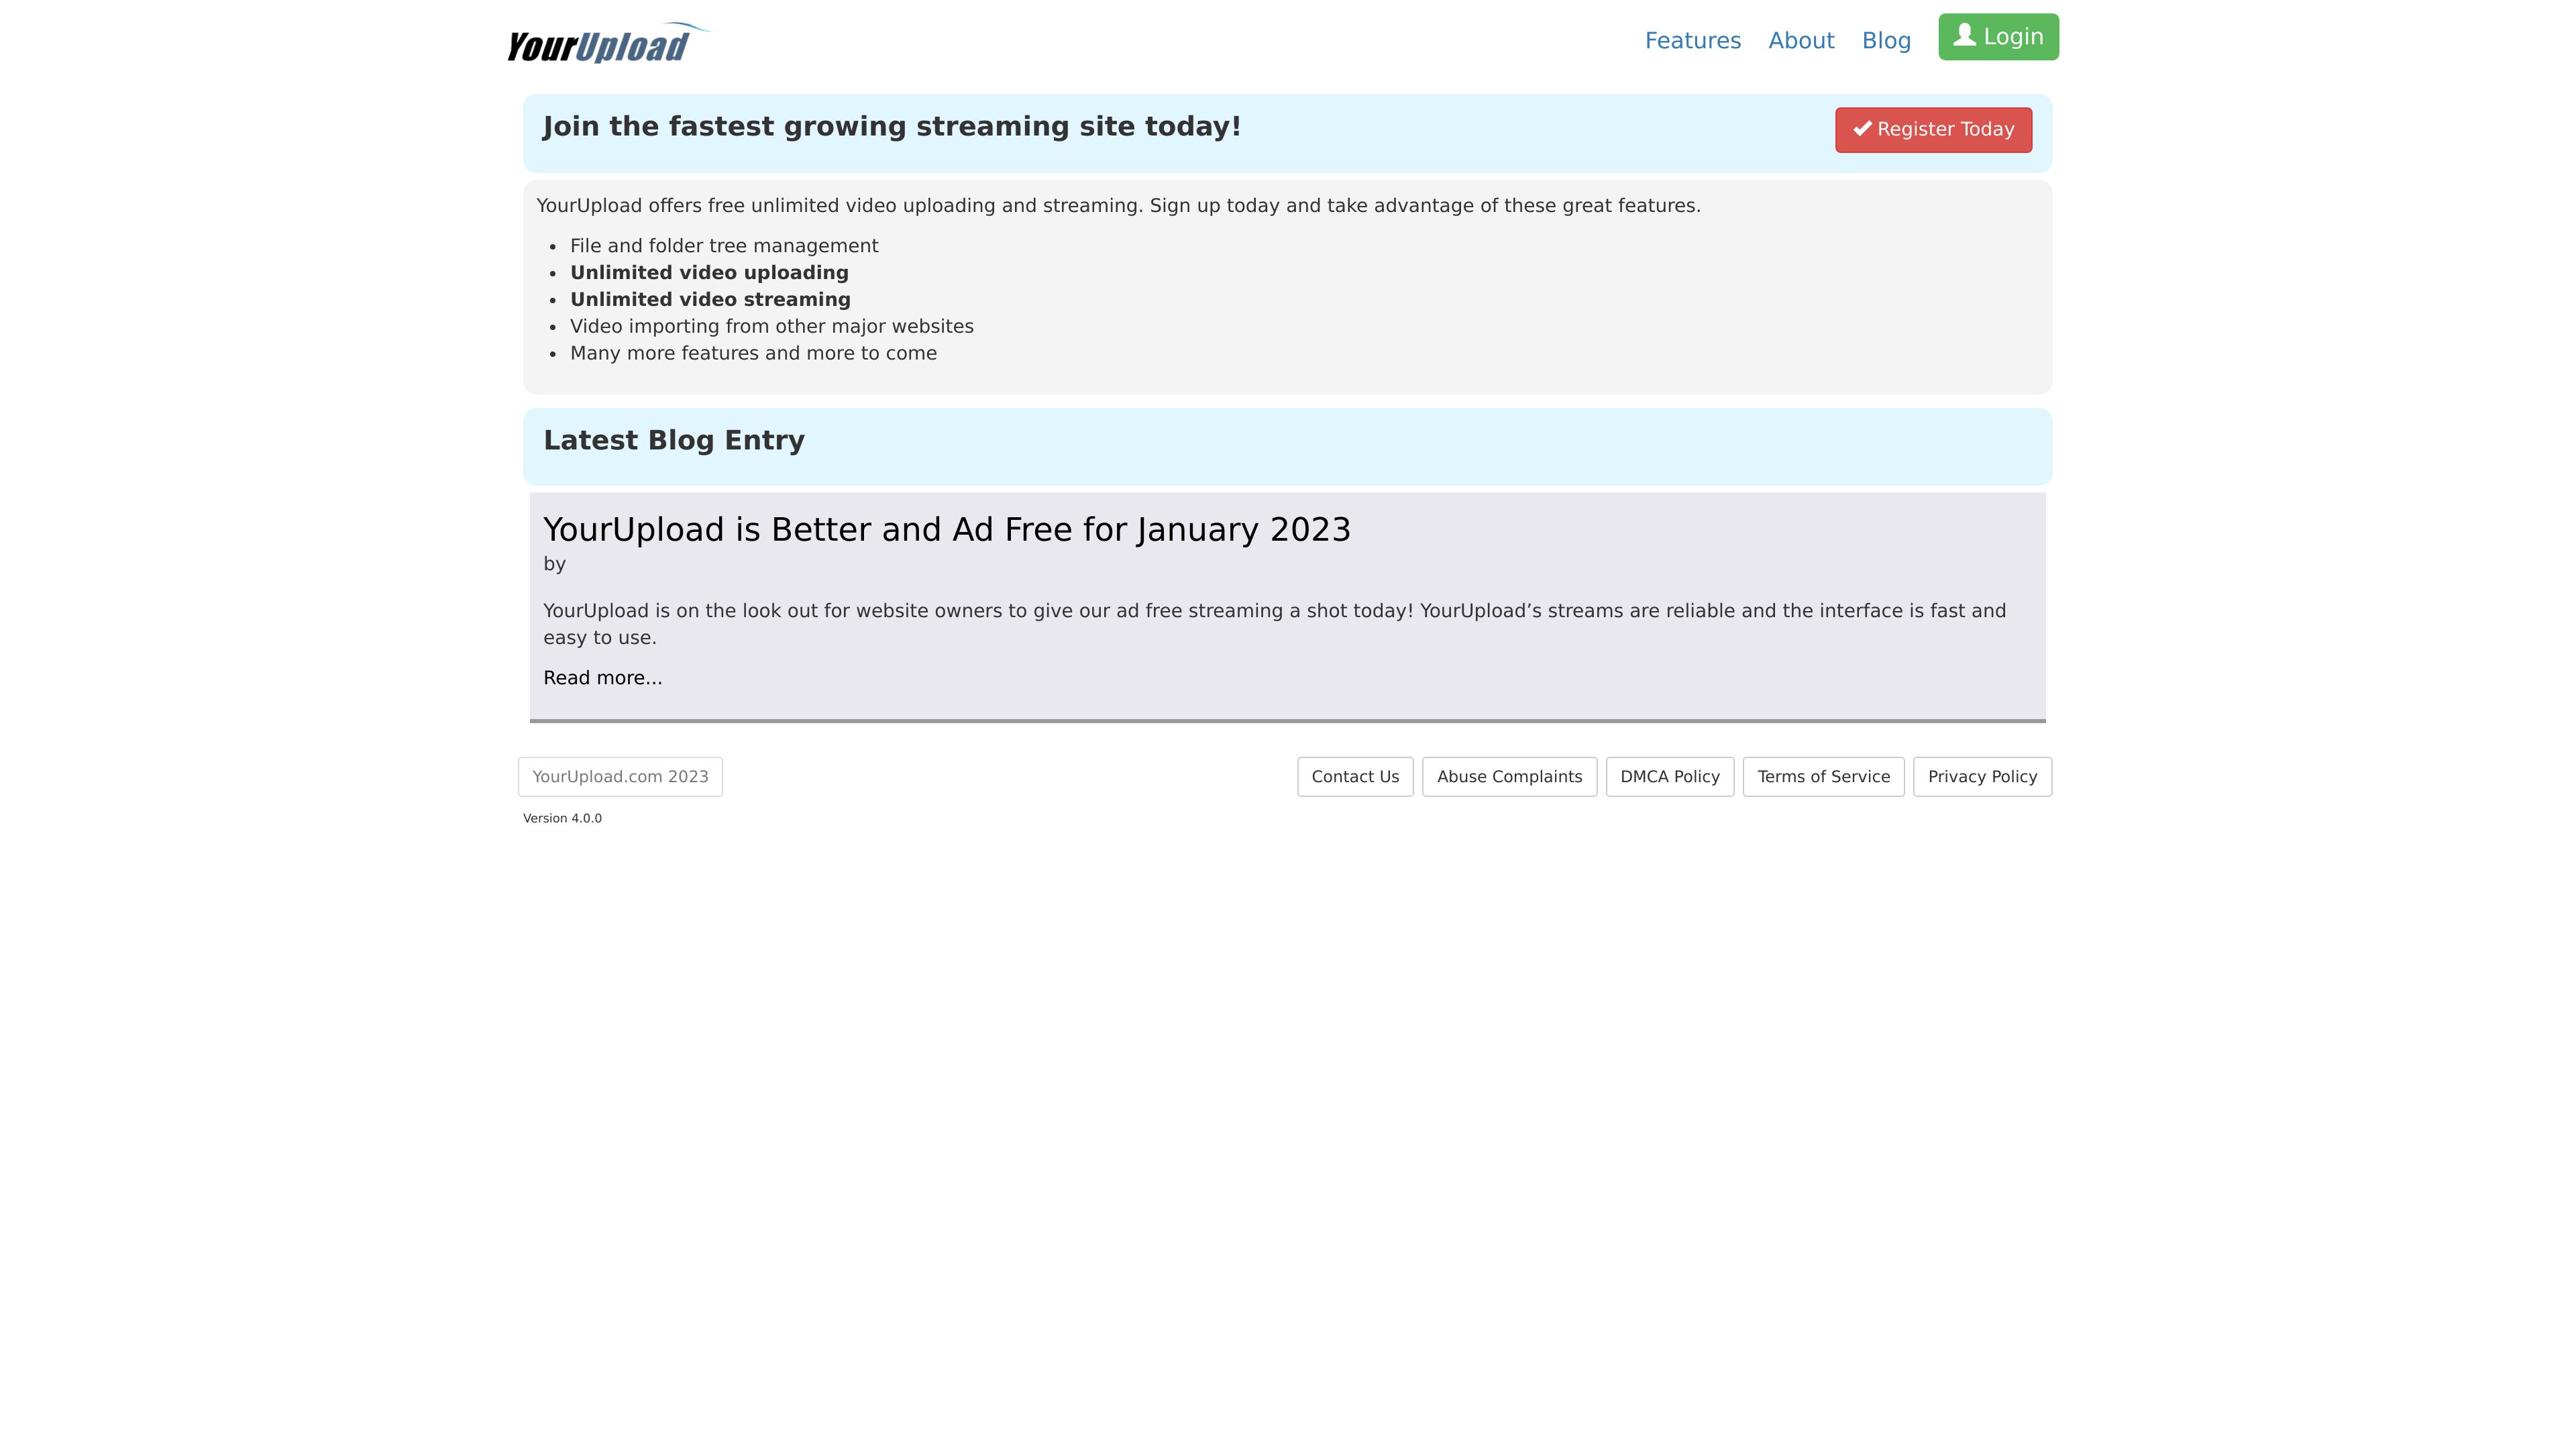 YourUpload
Features About Blog Login
Join the fastest growing streaming site today!
Register Today
YourUpload offers free unlimited video uploading and streaming. Sign up today and take advantage of these great features.
• File and folder tree management
• Unlimited video uploading
• Unlimited video streaming
• Video importing from other major websites
• Many more features and more to come
Latest Blog Entry
YourUpload is Better and Ad Free for January 2023
by
YourUpload is on the look out for website owners to give our ad free streaming a shot today! YourUpload’s streams are reliable and the interface is fast and
easy to use.
Read more...
YourUpload.com 2023
Contact Us Abuse Complaints DMCA Policy Terms of Service Privacy Policy
Version 4.0.0